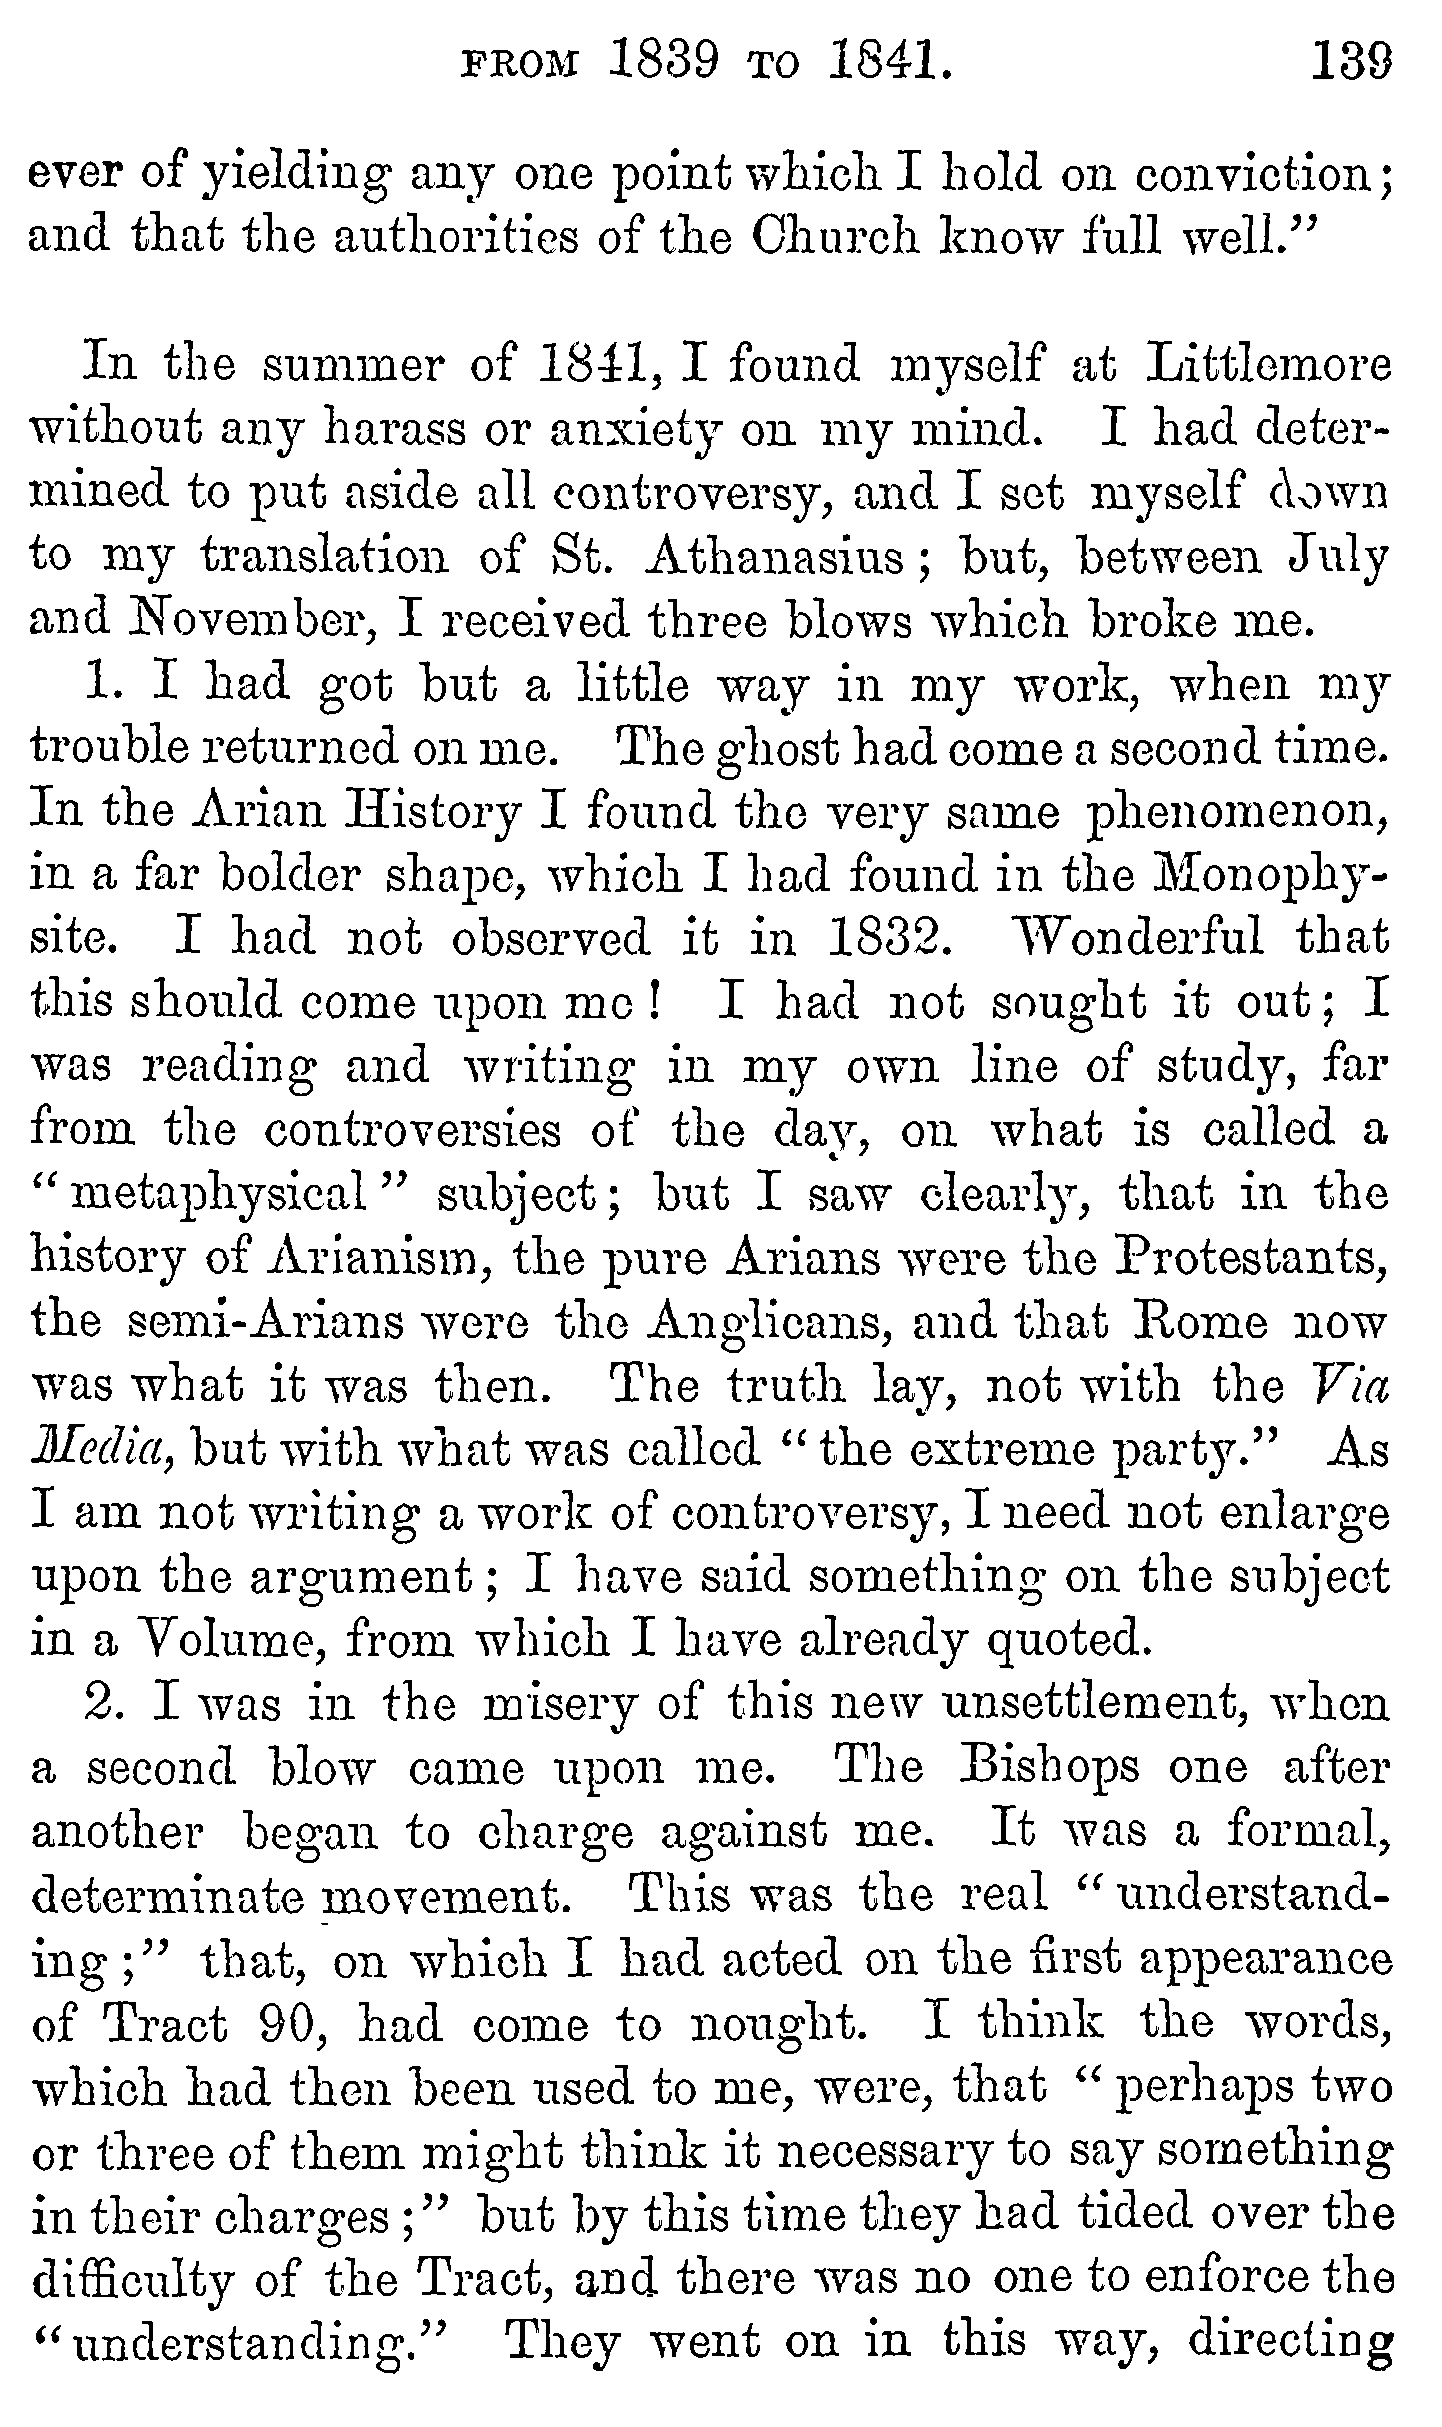 FROM 1839 TO 1841. 139
ever of yielding any one point which I hold on conviction;
and that the authorities of the Church know full well.”
In the summer of 1841, I found myself at Littlemore
without any harass or anxiety on my mind. I had deter-
mined to put aside all controversy, and I set myself down
to my translation of St. Athanasius; but, between July
and November, I received three blows which broke me.
1. I had got but a little way in my work, when my
trouble returned on me. The ghost had come a second time.
In the Arian History I found the very same phenomenon,
in a far bolder shape, which I had found in the Monophy-
site. I had not observed it in 1832. Wonderful that
this should come upon me! I had not sought it out; I
was reading and writing in my own line of study, far
from the controversies of the day, on what is called a
“metaphysical” subject; but I saw clearly, that in the
history of Arianism, the pure Arians were the Protestants,
the semi-Arians were the Anglicans, and that Rome now
was what it was then. The truth lay, not with the Via
Media, but with what was called “the extreme party.” As
I am not writing a work of controversy, I need not enlarge
upon the argument; I have said something on the subject
in a Volume, from which I have already quoted.
2. I was in the misery of this new unsettlement, when
a second blow came upon me. The Bishops one after
another began to charge against me. It was a formal,
determinate movement. This was the real “understand-
ing;” that, on which I had acted on the first appearance
of Tract 90, had come to nought. I think the words,
which had then been used to me, were, that “perhaps two
or three of them might think it necessary to say something
in their charges;” but by this time they had tided over the
difficulty of the Tract, and there was no one to enforce the
“understanding.” They went on in this way, directing